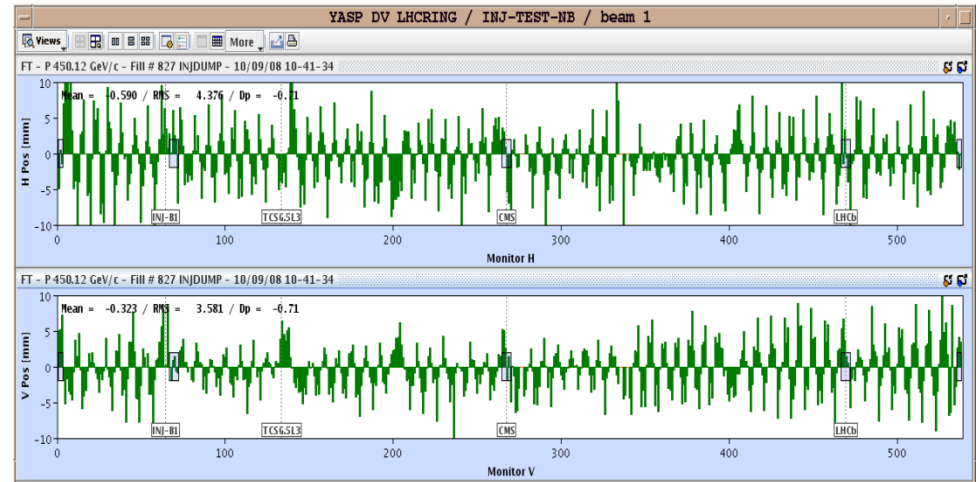 YASP DV LHCRING / INJ-TEST-NB / beam 1
Views More
FT - P 450.12 GeV/c - Fill # 827 INJDUMP - 10/09/08 10-41-34
Mean = -0.590 / RMS = 4.376 / Dp = -0.71
H Pos [mm]
10
5
0
-5
-10
INJ-B1 TCSG.5L3 CMS LHCb
0 100 200 300 400 500
Monitor H
FT - P 450.12 GeV/c - Fill # 827 INJDUMP - 10/09/08 10-41-34
Mean = -0.323 / RMS = 3.581 / Dp = -0.71
V Pos [mm]
10
5
0
-5
-10
INJ-B1 TCSG.5L3 CMS LHCb
0 100 200 300 400 500
Monitor V